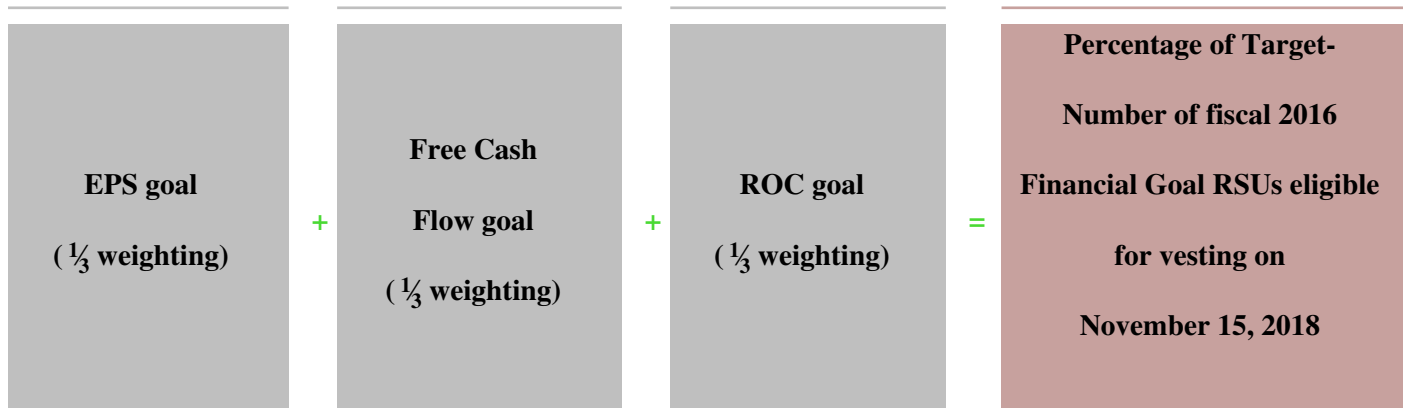 EPS goal
( ⅓ weighting)
+
Free Cash
Flow goal
( ⅓ weighting)
+
ROC goal
( ⅓ weighting)
=
Percentage of Target-
Number of fiscal 2016
Financial Goal RSUs eligible
for vesting on
November 15, 2018